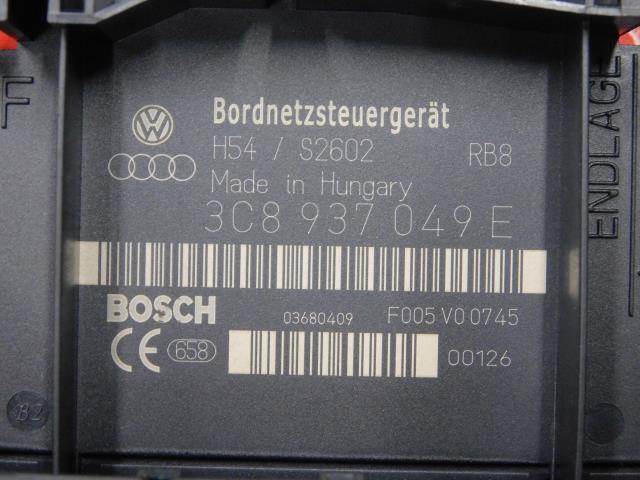 Bordnetzsteuergerät
H54 / S2602 RB8
Made in Hungary
3C8 937 049 E
BOSCH 03680409 F005 V0 0745
CE 658 00126
F
ENDLAGE
BZ